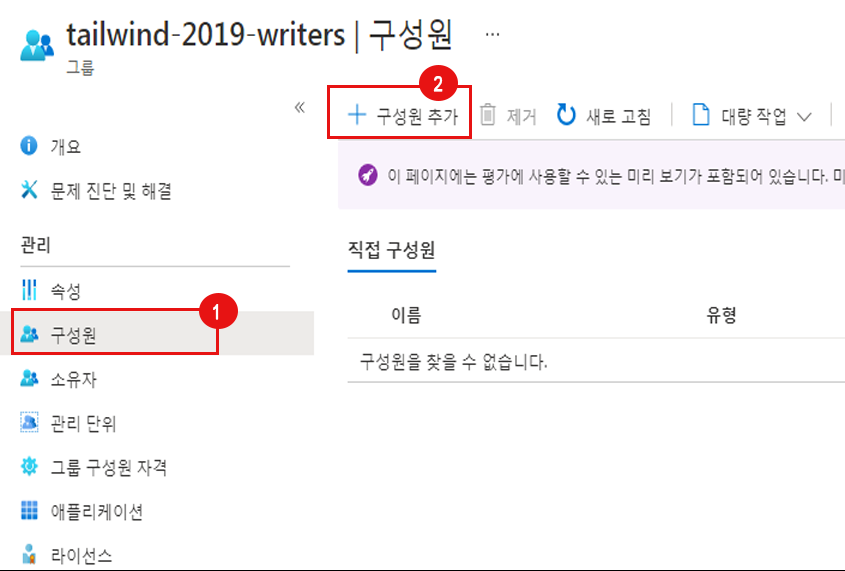 tailwind-2019-writers | 구성원 ...
그룹
«
2
구성원 추가 제거 새로 고침 대량 작업
이 페이지에는 평가에 사용할 수 있는 미리 보기가 포함되어 있습니다. 미
개요
문제 진단 및 해결
관리
속성
1
구성원
소유자
관리 단위
그룹 구성원 자격
애플리케이션
라이선스
직접 구성원
이름 유형
구성원을 찾을 수 없습니다.